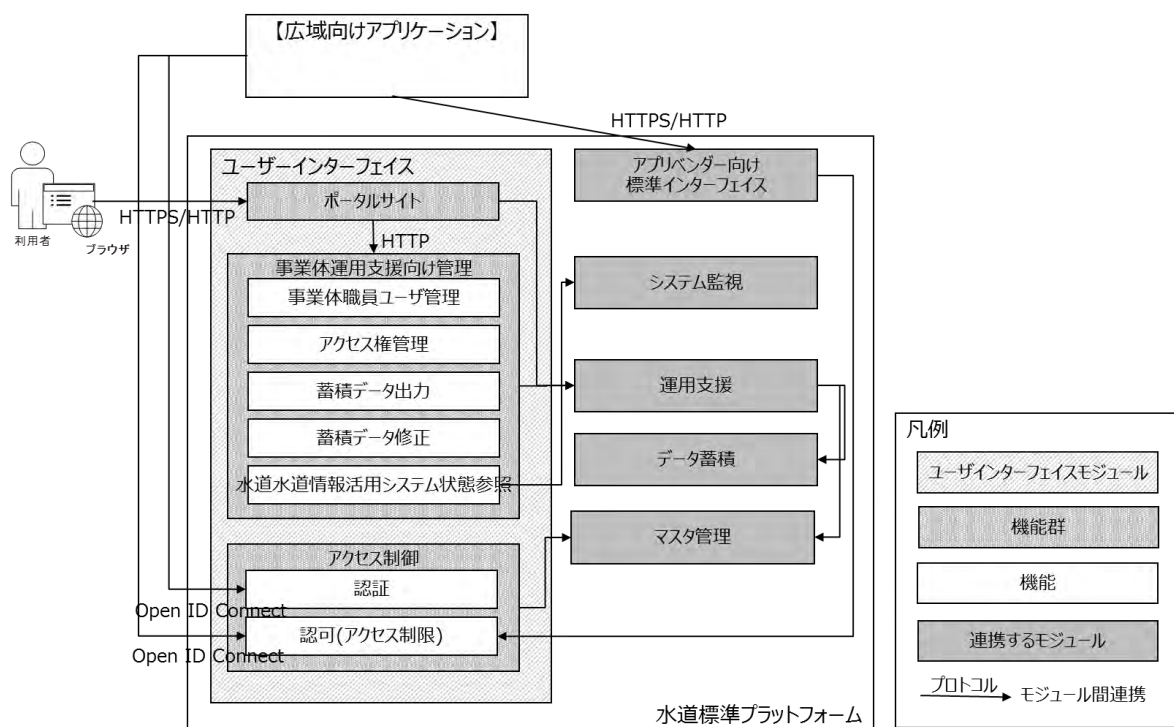 【広域向けアプリケーション】
HTTPS/HTTP
ユーザーインターフェイス
アプリベンダー向け
標準インターフェイス
ポータルサイト
HTTPS/HTTP
利用者
ブラウザ
HTTP
事業体運用支援向け管理
事業体職員ユーザ管理
システム監視
アクセス権管理
蓄積データ出力
運用支援
蓄積データ修正
データ蓄積
水道水道情報活用システム状態参照
マスタ管理
アクセス制御
認証
Open ID Connect
認可(アクセス制限)
Open ID Connect
水道標準プラットフォーム
凡例
ユーザインターフェイスモジュール
機能群
機能
連携するモジュール
プロトコル
モジュール間連携